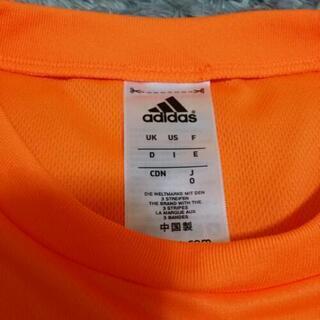 adidas
UK US F
D I E
CDN J
O
DIE WELTMARKE MIT DEN
3 STREIFEN
THE BRAND WITH THE
3 STRIPES
LA MARQUE AUX
3 BANDES
中国製
.com